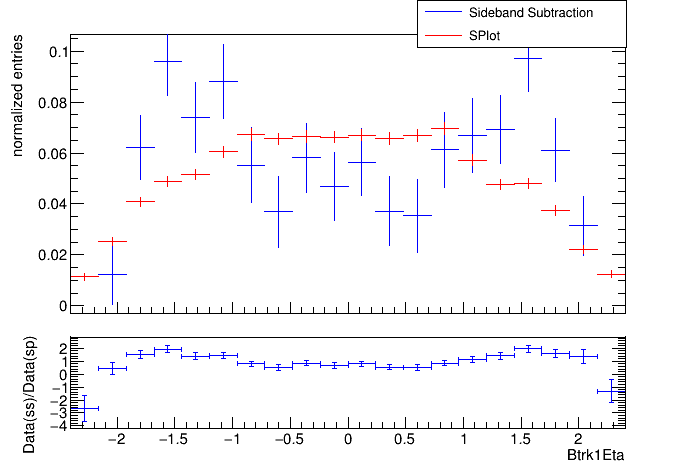 Sideband Subtraction
SPlot
normalized entries
0.1
0.08
0.06
0.04
0.02
0
Data(ss)/Data(sp)
2
1
0
−1
−2
−3
−4
−2 −1.5 −1 −0.5 0 0.5 1 1.5 2
Btrk1Eta